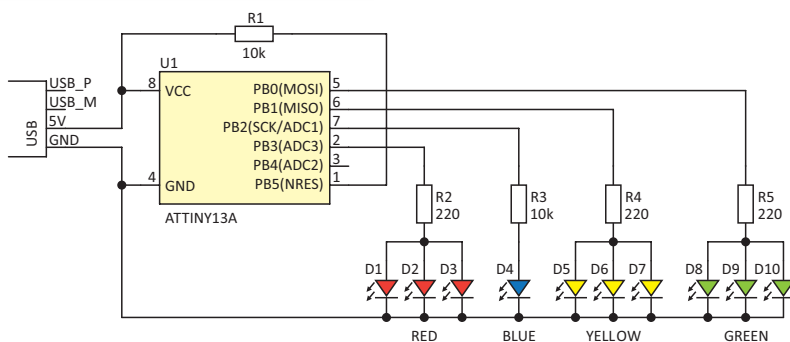 R1
10k
U1
USB
USB_P
USB_M
5V
GND
8
VCC
4
GND
PB0(MOSI)
5
PB1(MISO)
6
PB2(SCK/ADC1)
7
PB3(ADC3)
2
PB4(ADC2)
3
PB5(NRES)
1
ATTINY13A
R2
220
R3
10k
R4
220
R5
220
D1
D2
D3
D4
D5
D6
D7
D8
D9
D10
RED
BLUE
YELLOW
GREEN